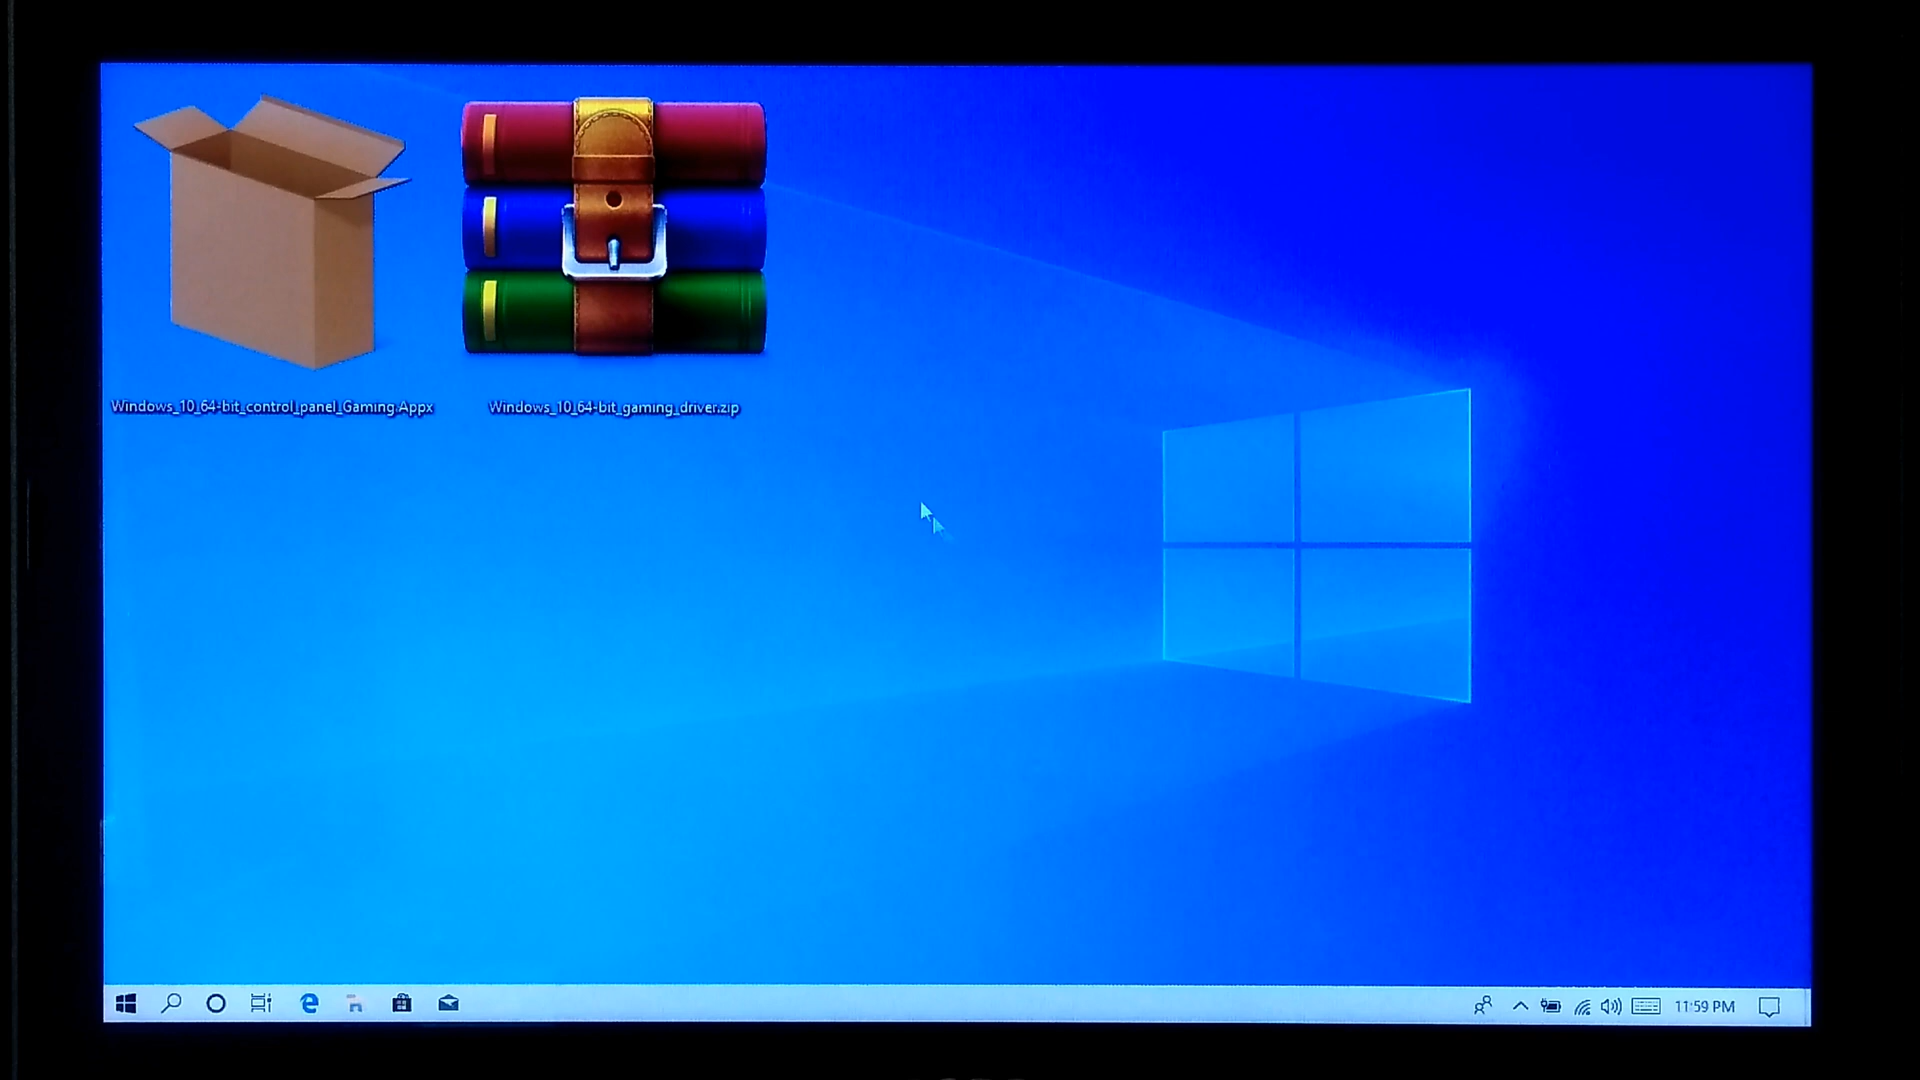 Windows_10_64-bit_control_panel_Gaming.Appx
Windows_10_64-bit_gaming_driver.zip
11:59 PM